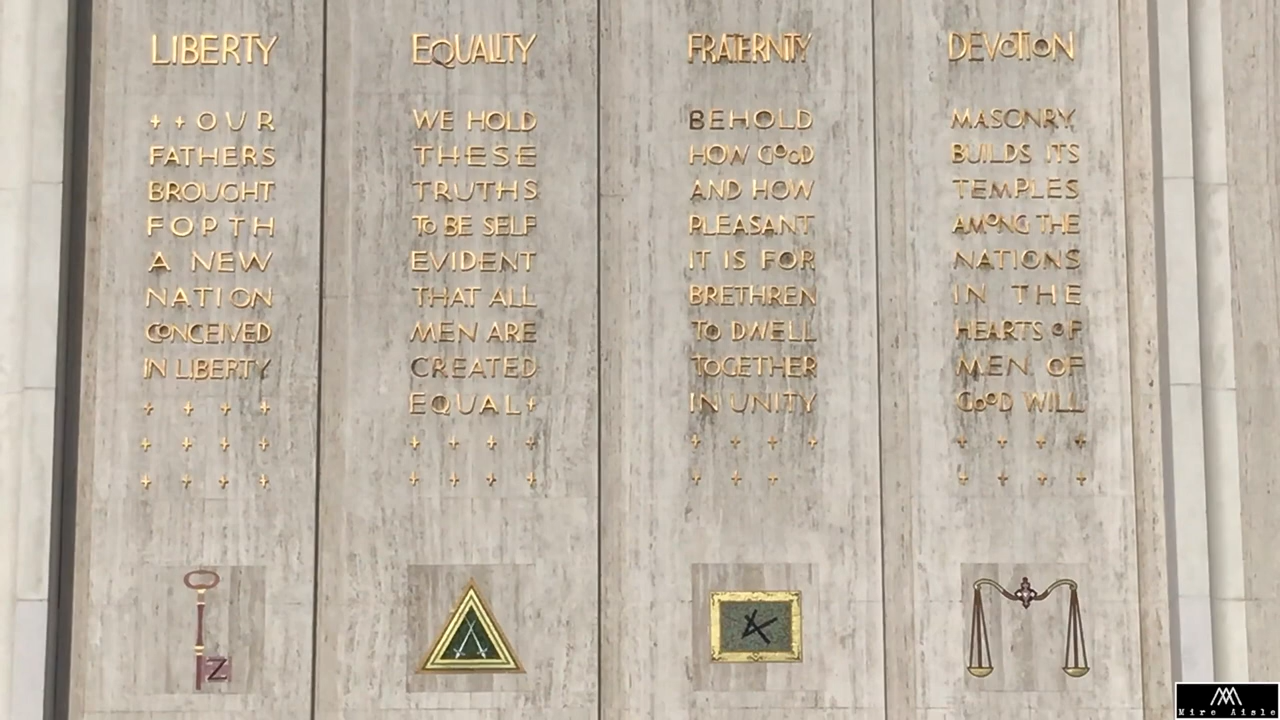 LIBERTY
++OUR
FATHERS
BROUGHT
FOPTH
A NEW
NATION
CONCEIVED
IN LIBERTY
+ + + +
+ + + +
+ + + +
Z
EQUALITY
WE HOLD
THESE
TRUTHS
TO BE SELF
EVIDENT
THAT ALL
MEN ARE
CREATED
EQUAL+
+ + + +
+ + + +
FRATERNITY
BEHOLD
HOW GOOD
AND HOW
PLEASANT
IT IS FOR
BRETHREN
TO DWELL
TOGETHER
IN UNITY
+ + + +
+ + +
DEVOTION
MASONRY
BUILDS ITS
TEMPLES
AMONG THE
NATIONS
IN THE
HEARTS OF
MEN OF
GOOD WILL
+ + + +
+ + + +
Mire Aisle